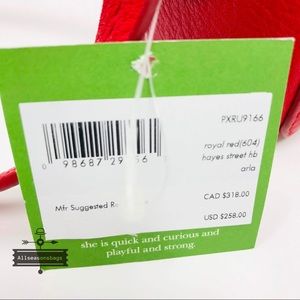 PXRU9166
royal red(604)
hayes street hb
arla
0 98687 29
Mfr Suggested
CAD $318.00
USD $258.00
she is quick and curious and
playful and strong.
Allseasonsbags